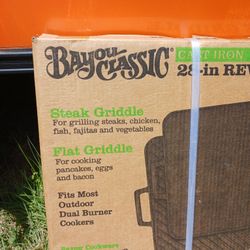 BAYOU CLASSIC®
CAST IRON
28-in REV
Steak Griddle
For grilling steaks, chicken,
fish, fajitas and vegetables
Flat Griddle
For cooking
pancakes, eggs
and bacon
Fits Most
Outdoor
Dual Burner
Cookers